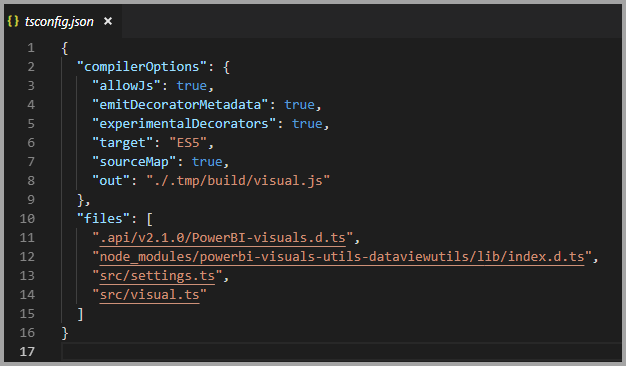 {} tsconfig.json ×
1 {
2   "compilerOptions": {
3     "allowJs": true,
4     "emitDecoratorMetadata": true,
5     "experimentalDecorators": true,
6     "target": "ES5",
7     "sourceMap": true,
8     "out": "./.tmp/build/visual.js"
9   },
10   "files": [
11     ".api/v2.1.0/PowerBI-visuals.d.ts",
12     "node_modules/powerbi-visuals-utils-dataviewutils/lib/index.d.ts",
13     "src/settings.ts",
14     "src/visual.ts"
15   ]
16 }
17